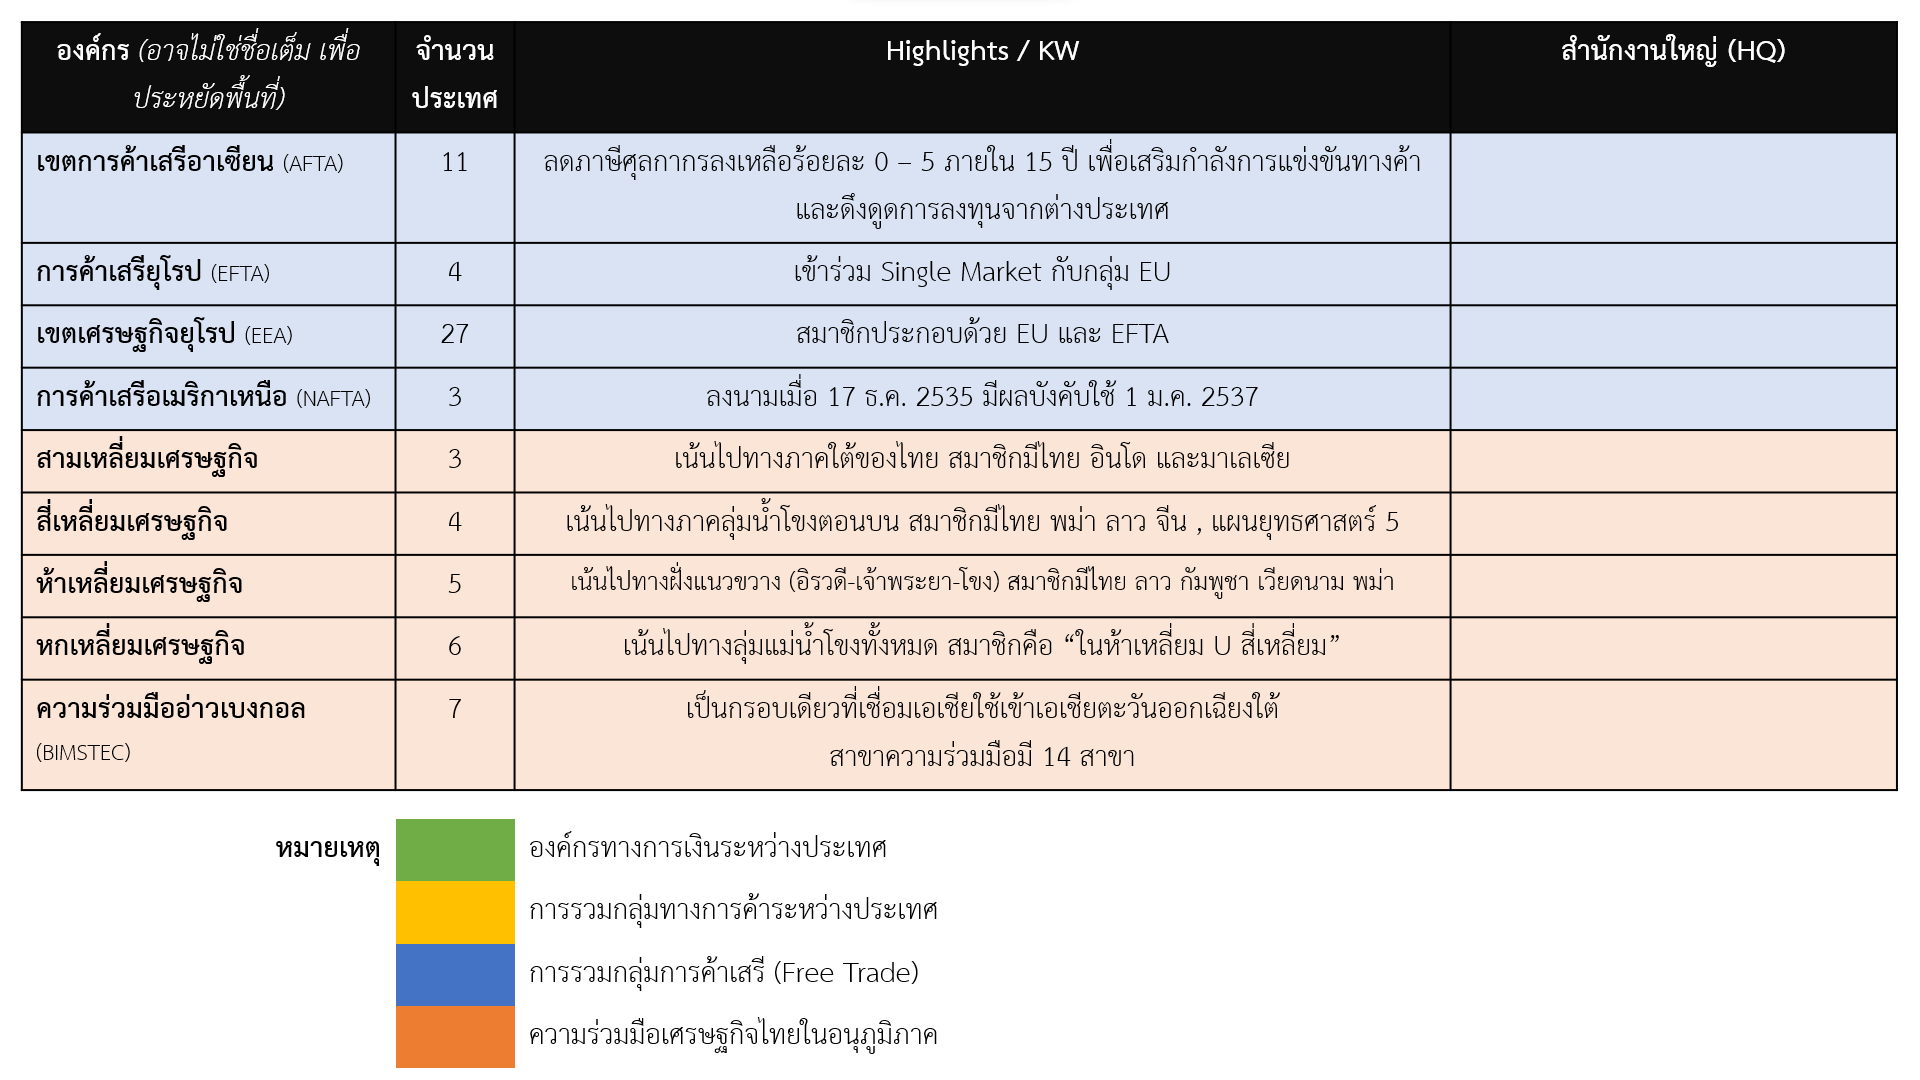 องค์กร (อาจไม่ใช่ชื่อเต็ม เพื่อ
ประหยัดพื้นที่)
จำนวน
ประเทศ
Highlights / KW
สำนักงานใหญ่ (HQ)
เขตการค้าเสรีอาเซียน (AFTA)
11
ลดภาษีศุลกากรลงเหลือร้อยละ 0 – 5 ภายใน 15 ปี เพื่อเสริมกำลังการแข่งขันทางค้า
และดึงดูดการลงทุนจากต่างประเทศ
การค้าเสรียุโรป (EFTA)
4
เข้าร่วม Single Market กับกลุ่ม EU
เขตเศรษฐกิจยุโรป (EEA)
27
สมาชิกประกอบด้วย EU และ EFTA
การค้าเสรีอเมริกาเหนือ (NAFTA)
3
ลงนามเมื่อ 17 ธ.ค. 2535 มีผลบังคับใช้ 1 ม.ค. 2537
สามเหลี่ยมเศรษฐกิจ
3
เน้นไปทางภาคใต้ของไทย สมาชิกมีไทย อินโด และมาเลเซีย
สี่เหลี่ยมเศรษฐกิจ
4
เน้นไปทางภาคลุ่มน้ำโขงตอนบน สมาชิกมีไทย พม่า ลาว จีน , แผนยุทธศาสตร์ 5
ห้าเหลี่ยมเศรษฐกิจ
5
เน้นไปทางฝั่งแนวขวาง (อิรวดี-เจ้าพระยา-โขง) สมาชิกมีไทย ลาว กัมพูชา เวียดนาม พม่า
หกเหลี่ยมเศรษฐกิจ
6
เน้นไปทางลุ่มแม่น้ำโขงทั้งหมด สมาชิกคือ “ในห้าเหลี่ยม U สี่เหลี่ยม”
ความร่วมมืออ่าวเบงกอล
(BIMSTEC)
7
เป็นกรอบเดียวที่เชื่อมเอเชียใช้เข้าเอเชียตะวันออกเฉียงใต้
สาขาความร่วมมือมี 14 สาขา
หมายเหตุ
องค์กรทางการเงินระหว่างประเทศ
การรวมกลุ่มทางการค้าระหว่างประเทศ
การรวมกลุ่มการค้าเสรี (Free Trade)
ความร่วมมือเศรษฐกิจไทยในอนุภูมิภาค